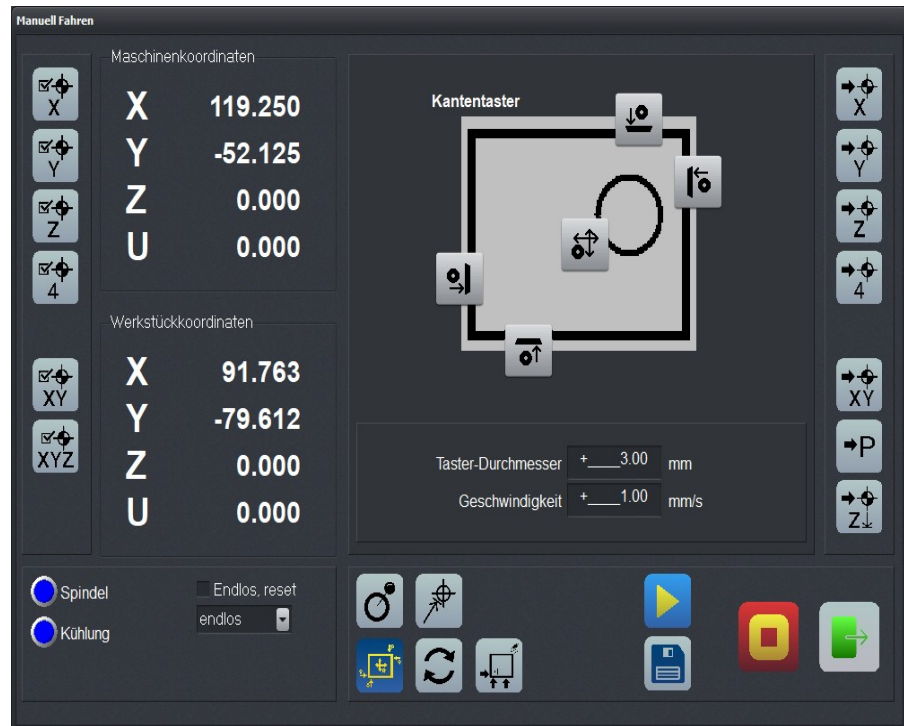 Manuell Fahren
X
Y
Z
4
XY
XYZ
Maschinenkoordinaten
X 119.250
Y -52.125
Z 0.000
U 0.000
Werkstückkoordinaten
X 91.763
Y -79.612
Z 0.000
U 0.000
Kantentaster
Taster-Durchmesser +____3.00 mm
Geschwindigkeit +____1.00 mm/s
X
Y
Z
4
XY
P
Z
Spindel
Kühlung
Endlos, reset
endlos